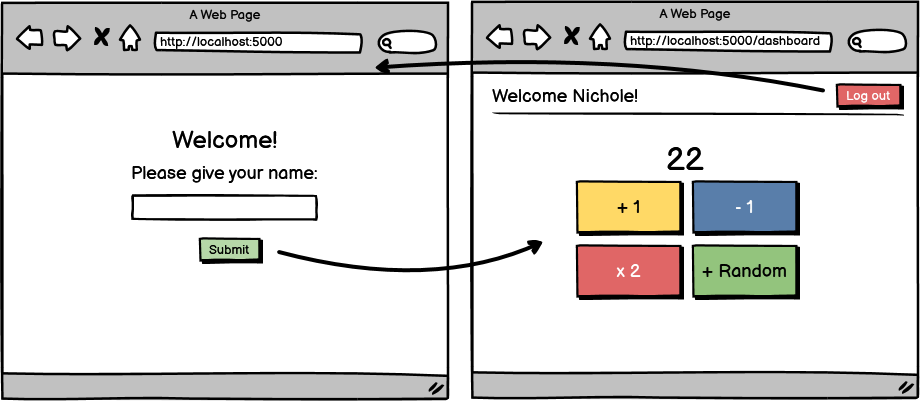 A Web Page
http://localhost:5000
Welcome!
Please give your name:
Submit
A Web Page
http://localhost:5000/dashboard
Welcome Nichole!
Log out
22
+ 1
- 1
x 2
+ Random